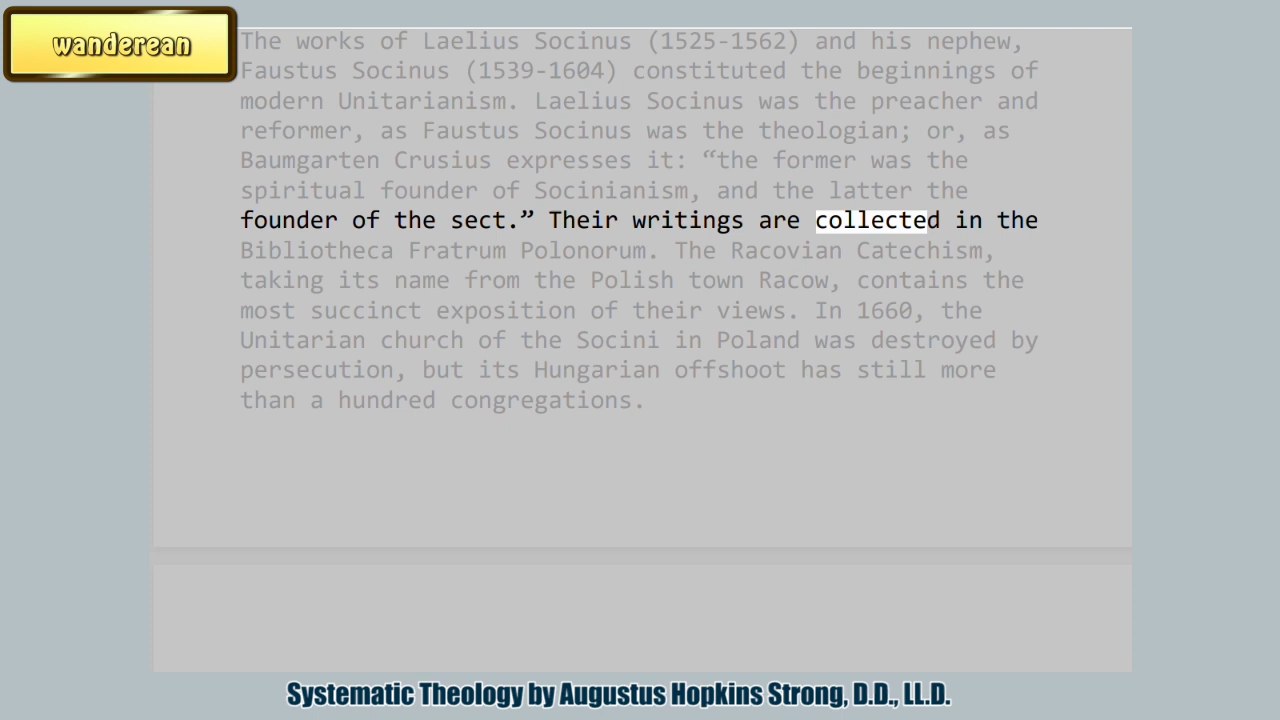 wanderean
The works of Laelius Socinus (1525-1562) and his nephew,
Faustus Socinus (1539-1604) constituted the beginnings of
modern Unitarianism. Laelius Socinus was the preacher and
reformer, as Faustus Socinus was the theologian; or, as
Baumgarten Crusius expresses it: “the former was the
spiritual founder of Socinianism, and the latter the
founder of the sect.” Their writings are collected in the
Bibliotheca Fratrum Polonorum. The Racovian Catechism,
taking its name from the Polish town Racow, contains the
most succinct exposition of their views. In 1660, the
Unitarian church of the Socini in Poland was destroyed by
persecution, but its Hungarian offshoot has still more
than a hundred congregations.
Systematic Theology by Augustus Hopkins Strong, D.D., LL.D.